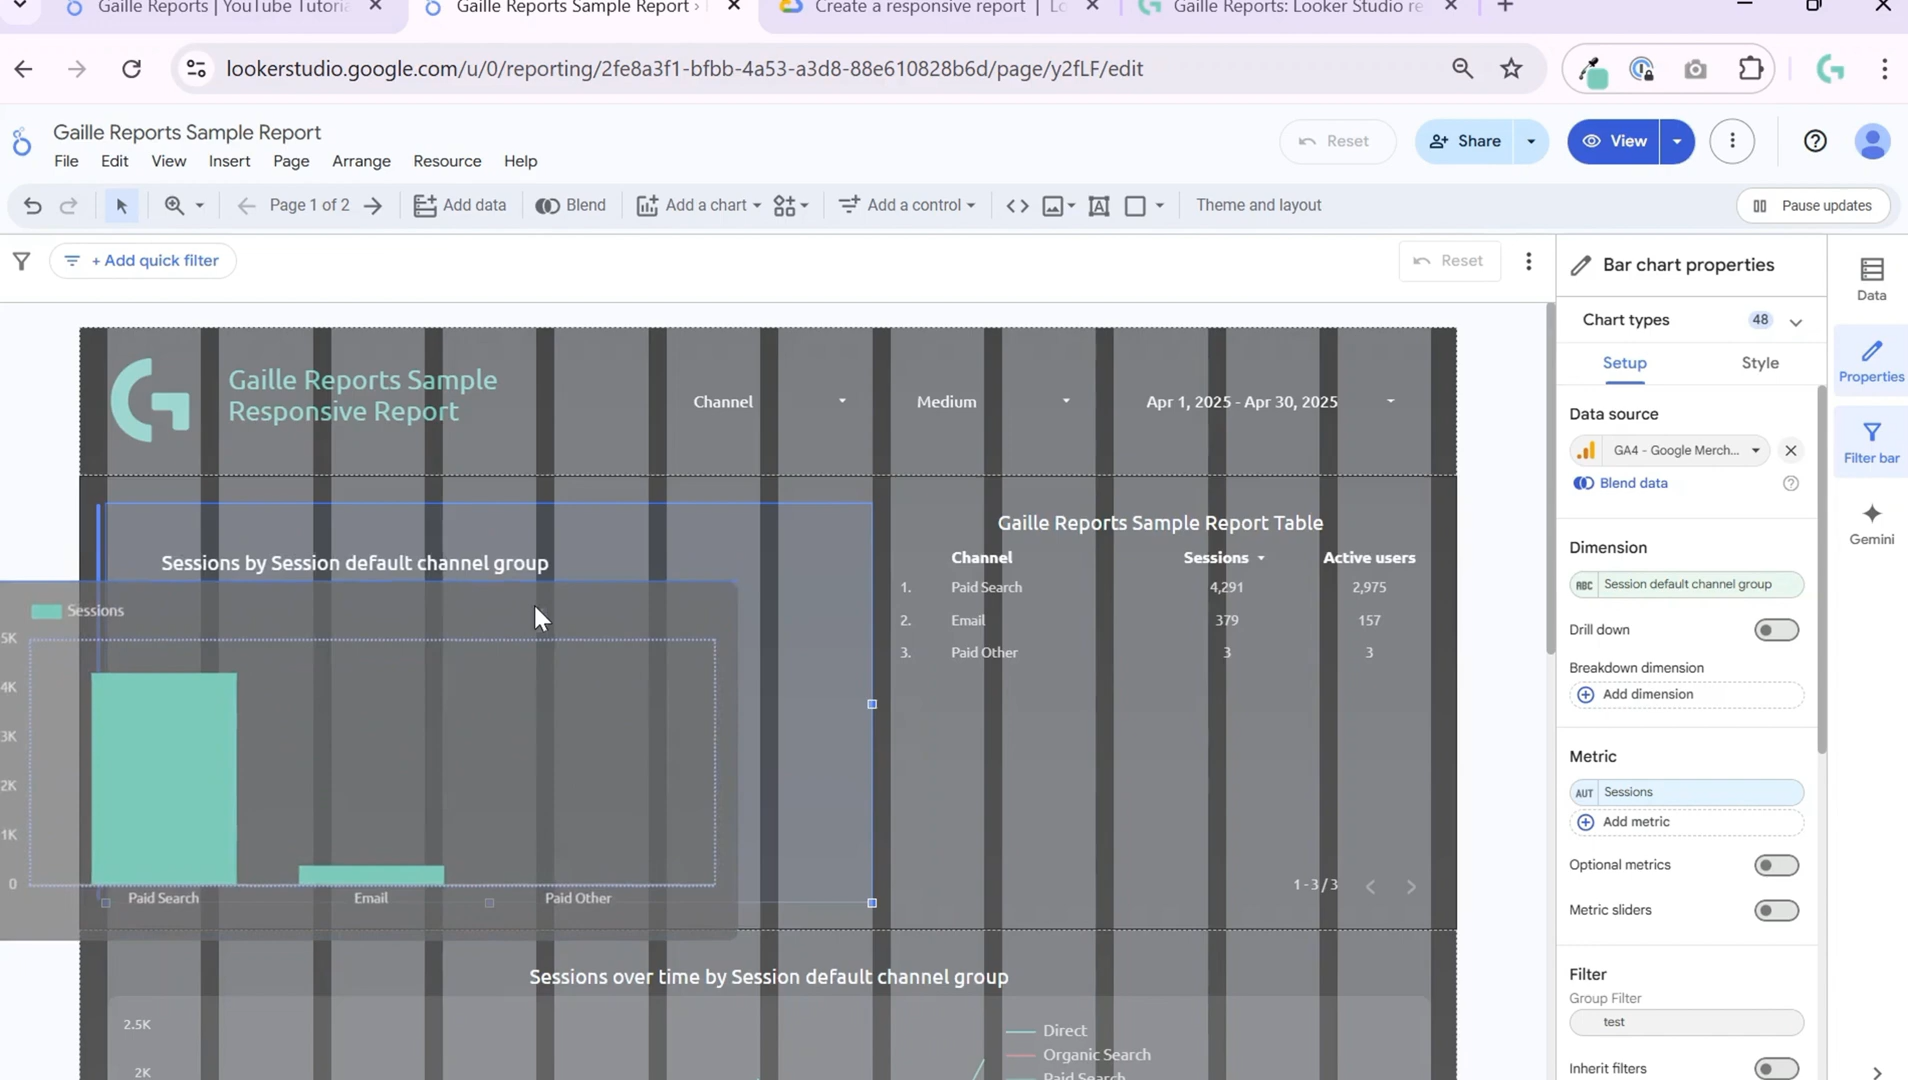 Gaille Reports | YouTube Tutoria
Gaille Reports Sample Report ›
Create a responsive report | Lo
Gaille Reports: Looker Studio re
lookerstudio.google.com/u/0/reporting/2fe8a3f1-bfbb-4a53-a3d8-88e610828b6d/page/y2fLF/edit
Gaille Reports Sample Report
File Edit View Insert Page Arrange Resource Help
Reset
Share
View
Page 1 of 2
Add data
Blend
Add a chart
Add a control
Theme and layout
Pause updates
+ Add quick filter
Reset
Gaille Reports Sample
Responsive Report
Channel
Medium
Apr 1, 2025 - Apr 30, 2025
Sessions by Session default channel group
Sessions
5K
4K
3K
2K
1K
0
Paid Search Email Paid Other
Gaille Reports Sample Report Table
Channel Sessions Active users
1. Paid Search 4,291 2,975
2. Email 379 157
3. Paid Other 3 3
1 - 3 / 3
Sessions over time by Session default channel group
2.5K
2K
Direct
Organic Search
Paid Search
Bar chart properties
Chart types 48
Setup Style
Data source
GA4 - Google Merch...
Blend data
Dimension
ABC Session default channel group
Drill down
Breakdown dimension
Add dimension
Metric
AUT Sessions
Add metric
Optional metrics
Metric sliders
Filter
Group Filter
test
Inherit filters
Data
Properties
Filter bar
Gemini